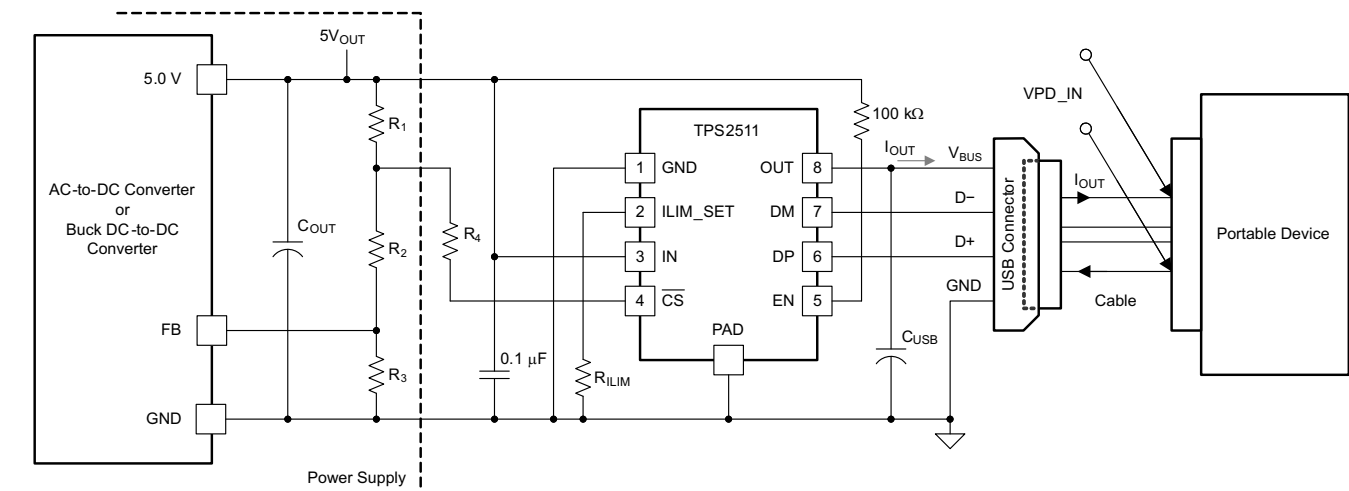 5V_OUT
5.0 V
R_1
100 kΩ
VPD_IN
TPS2511
AC-to-DC Converter
or
Buck DC-to-DC
Converter
C_OUT
R_2
R_4
1 GND
2 ILIM_SET
3 IN
4 C̅S̅
OUT 8
DM 7
DP 6
EN 5
I_OUT
V_BUS
D−
D+
GND
USB Connector
I_OUT
Cable
Portable Device
FB
R_3
0.1 µF
R_ILIM
PAD
C_USB
GND
Power Supply